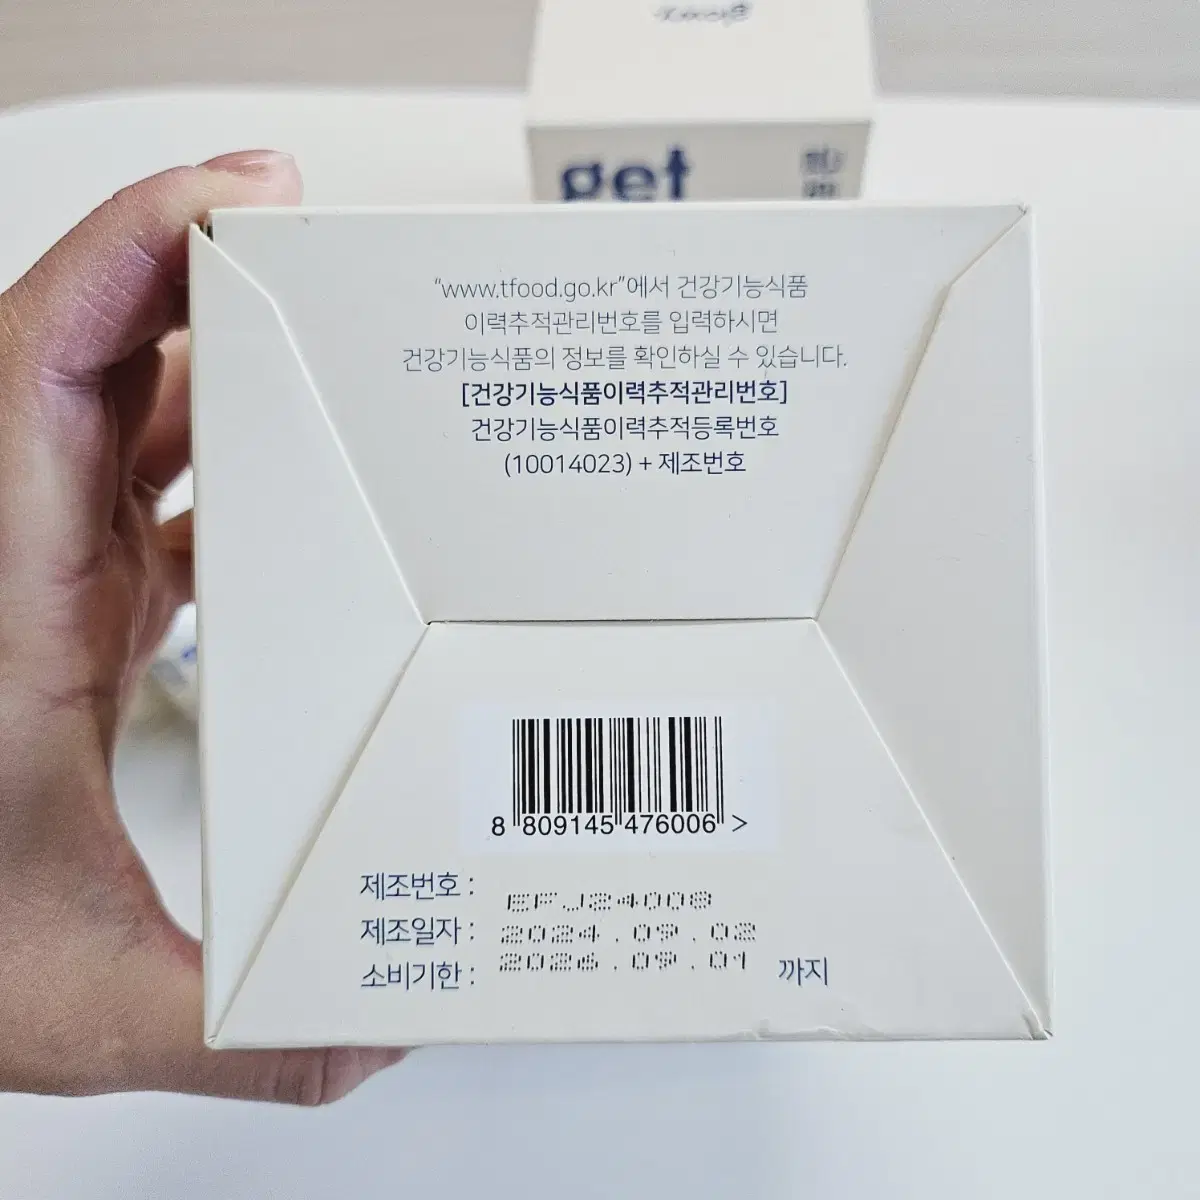 get
"www.tfood.go.kr"에서 건강기능식품
이력추적관리번호를 입력하시면
건강기능식품의 정보를 확인하실 수 있습니다.
[건강기능식품이력추적관리번호]
건강기능식품이력추적등록번호
(10014023) + 제조번호
8 809145 476006 >
제조번호 : EFJ24008
제조일자 : 2024.09.02
소비기한 : 2026.09.01 까지